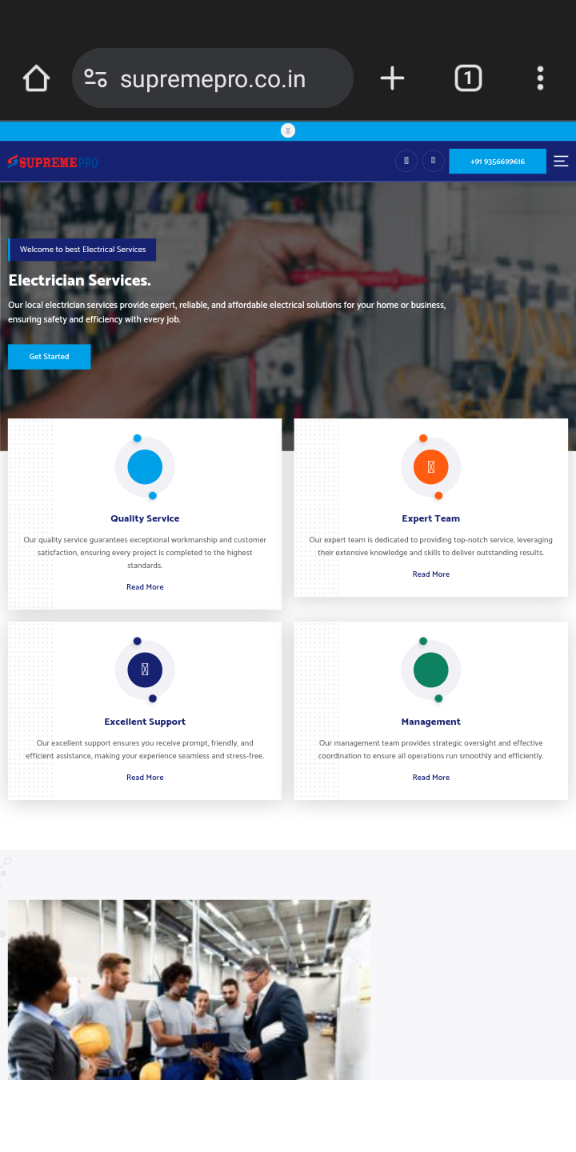 supremepro.co.in
1
SUPREMEPRO
+91 9356699616
Welcome to best Electrical Services
Electrician Services.
Our local electrician services provide expert, reliable, and affordable electrical solutions for your home or business,
ensuring safety and efficiency with every job.
Get Started
Quality Service
Our quality service guarantees exceptional workmanship and customer
satisfaction, ensuring every project is completed to the highest
standards.
Read More
Expert Team
Our expert team is dedicated to providing top-notch service, leveraging
their extensive knowledge and skills to deliver outstanding results.
Read More
Excellent Support
Our excellent support ensures you receive prompt, friendly, and
efficient assistance, making your experience seamless and stress-free.
Read More
Management
Our management team provides strategic oversight and effective
coordination to ensure all operations run smoothly and efficiently.
Read More